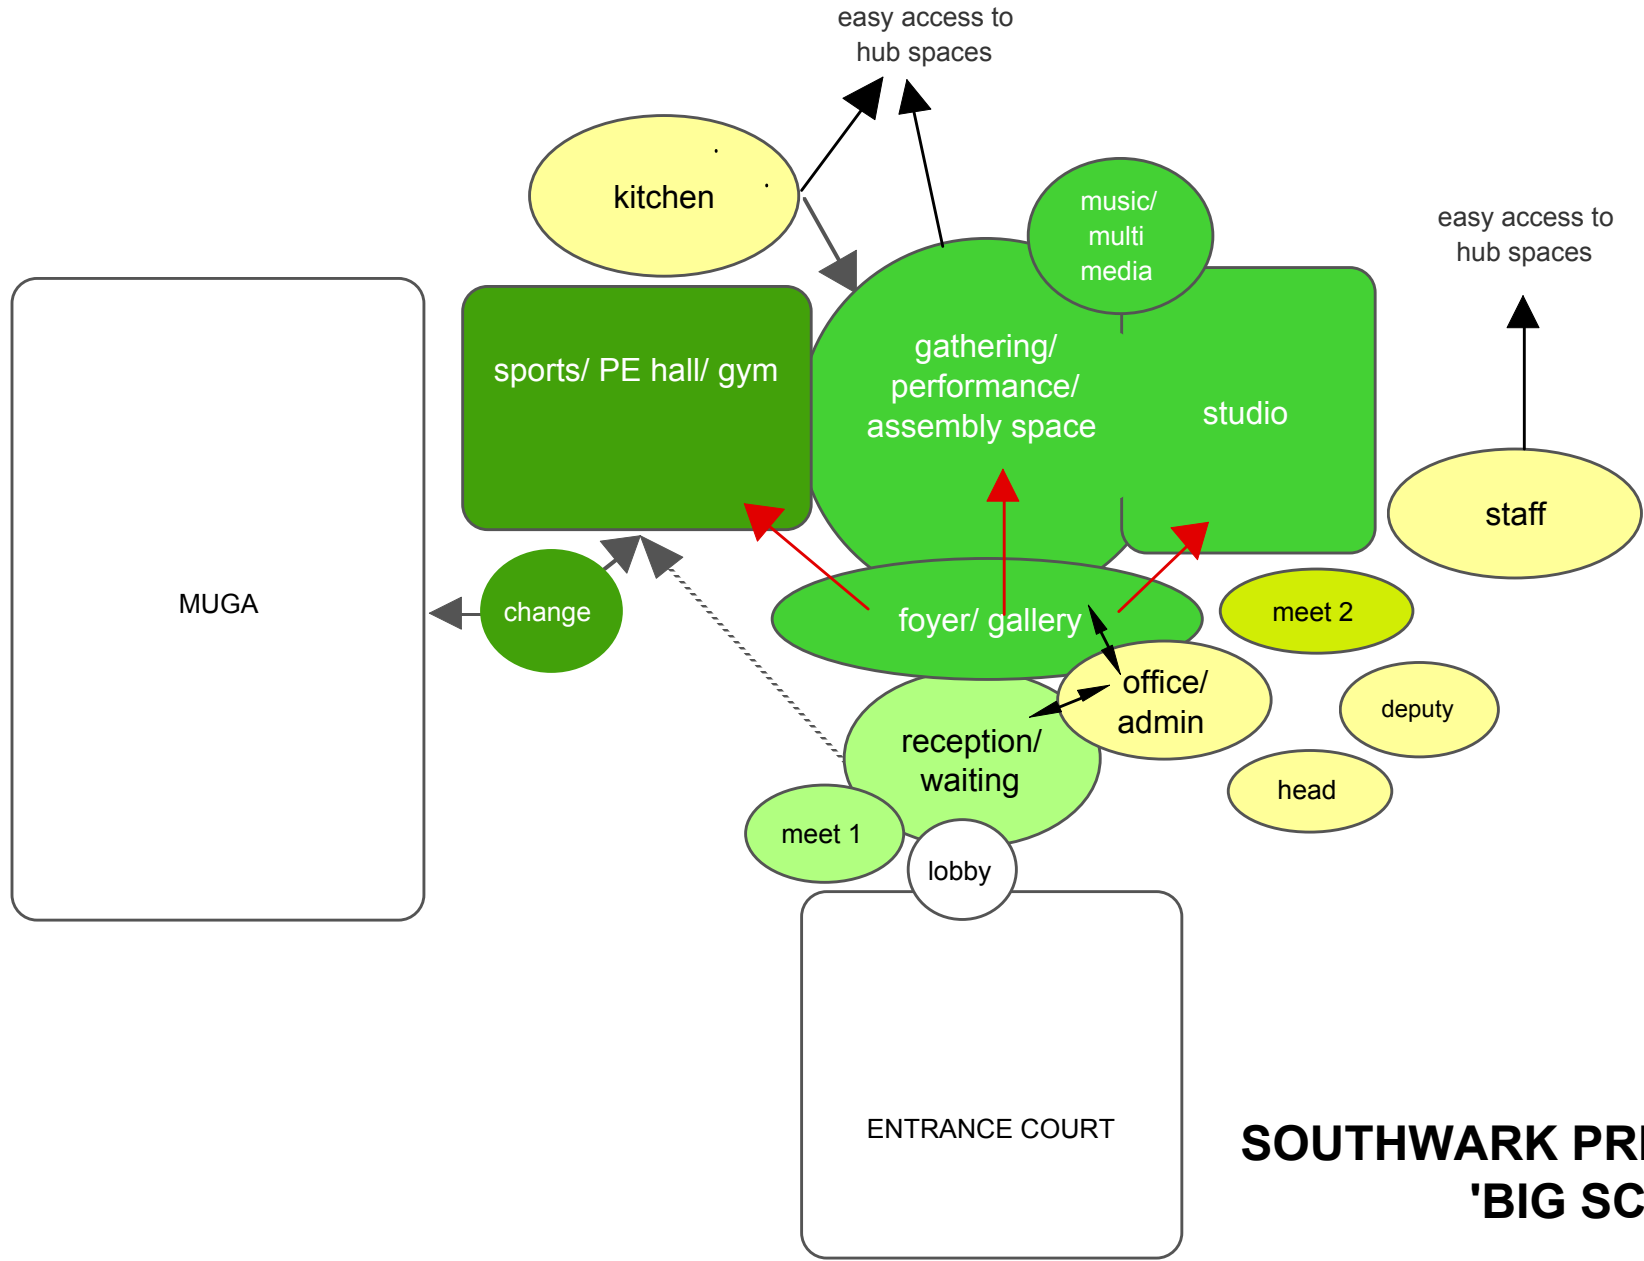 easy access to
hub spaces
kitchen
music/
multi
media
easy access to
hub spaces
sports/ PE hall/ gym
gathering/
performance/
assembly space
studio
staff
MUGA
change
foyer/ gallery
meet 2
office/
admin
deputy
reception/
waiting
head
meet 1
lobby
ENTRANCE COURT
SOUTHWARK
'BIG